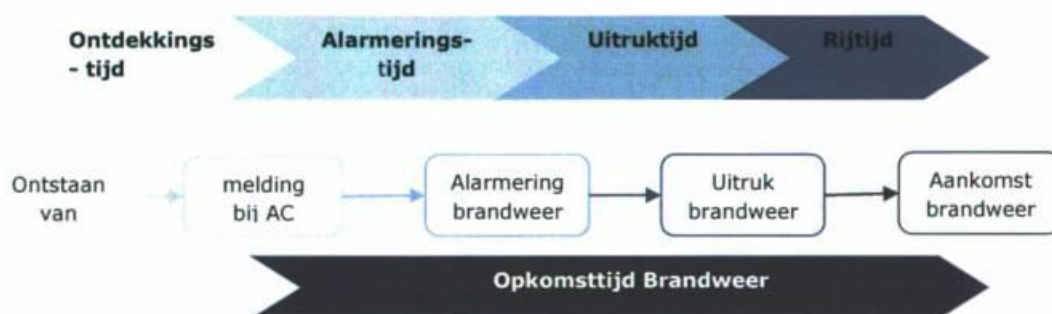 Ontdekkings
- tijd
Alarmerings-
tijd
Uitruktijd
Rijtijd
Ontstaan
van
melding
bij AC
Alarmering
brandweer
Uitruk
brandweer
Aankomst
brandweer
Opkomsttijd Brandweer